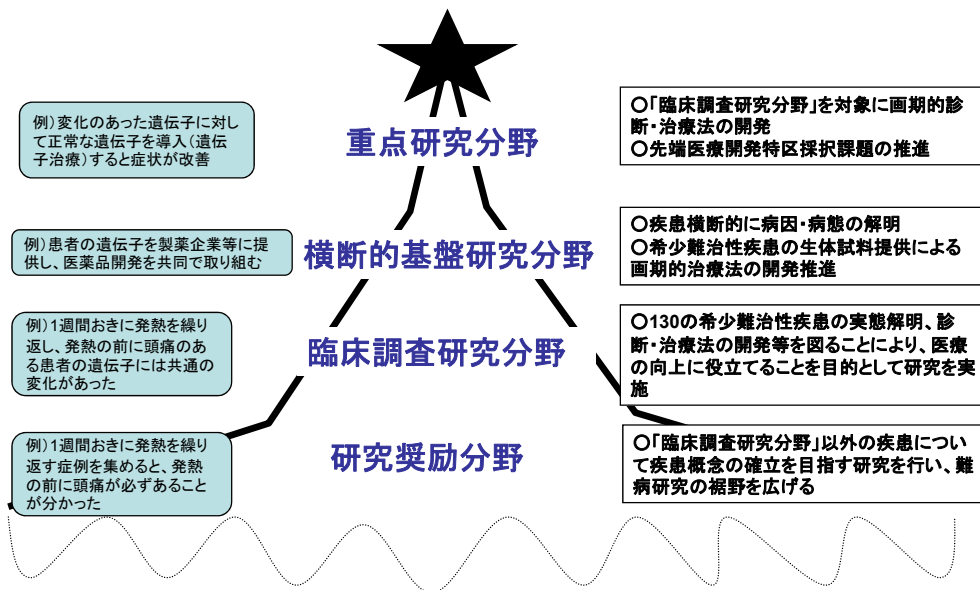 例）変化のあった遺伝子に対し
て正常な遺伝子を導入（遺伝
子治療）すると症状が改善
重点研究分野
○「臨床調査研究分野」を対象に画期的診
断・治療法の開発
○先端医療開発特区採択課題の推進
例）患者の遺伝子を製薬企業等に提
供し、医薬品開発を共同で取り組む
横断的基盤研究分野
○疾患横断的に病因・病態の解明
○希少難治性疾患の生体試料提供による
画期的治療法の開発推進
例）1週間おきに発熱を繰り
返し、発熱の前に頭痛のあ
る患者の遺伝子には共通の
変化があった
臨床調査研究分野
○130の希少難治性疾患の実態解明、診
断・治療法の開発等を図ることにより、医療
の向上に役立てることを目的として研究を実
施
例）1週間おきに発熱を繰り
返す症例を集めると、発熱
の前に頭痛が必ずあること
が分かった
研究奨励分野
○「臨床調査研究分野」以外の疾患につい
て疾患概念の確立を目指す研究を行い、難
病研究の裾野を広げる